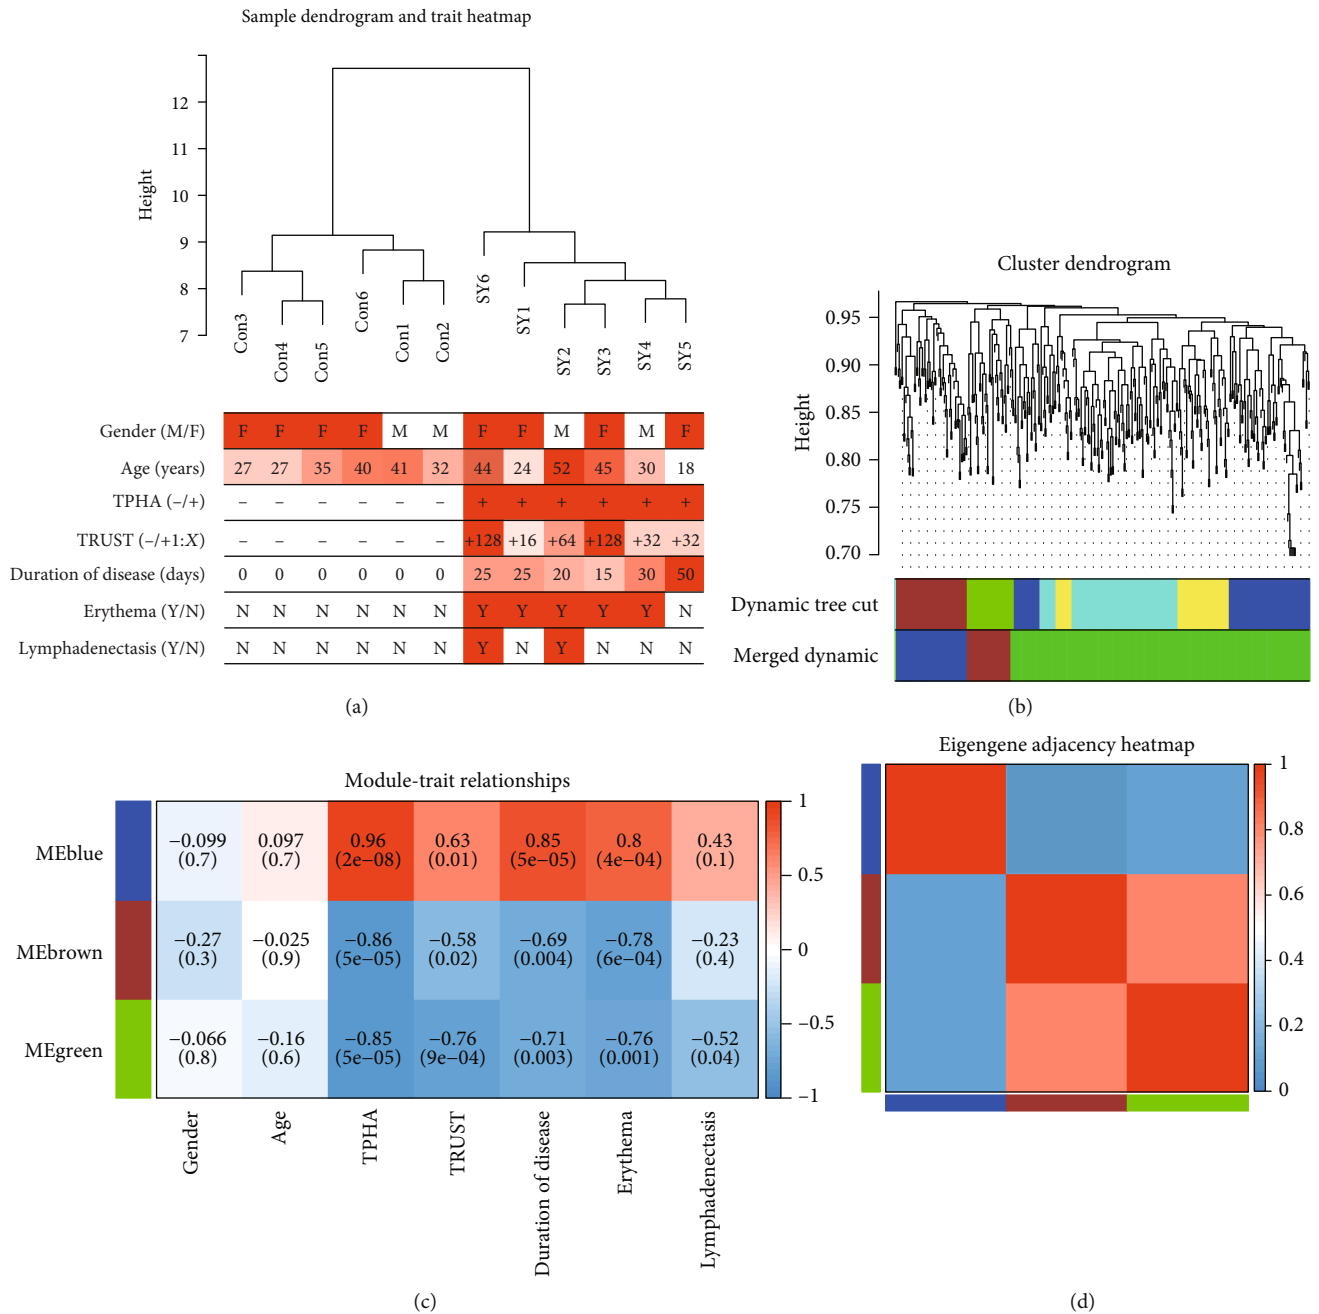 Sample dendrogram and trait heatmap
Height
12
11
10
9
8
7
Con3
Con4
Con5
Con6
Con1
Con2
SY6
SY1
SY2
SY3
SY4
SY5
Gender (M/F) F F F F M M F F M F M F
Age (years) 27 27 35 40 41 32 44 24 52 45 30 18
TPHA (−/+) − − − − − − + + + + + +
TRUST (−/+1:X) − − − − − − +128 +16 +64 +128 +32 +32
Duration of disease (days) 0 0 0 0 0 0 25 25 20 15 30 50
Erythema (Y/N) N N N N N N Y Y Y Y Y N
Lymphadenectasis (Y/N) N N N N N N Y N Y N N N
(a)
Cluster dendrogram
Height
0.95
0.90
0.85
0.80
0.75
0.70
Dynamic tree cut
Merged dynamic
(b)
Module-trait relationships
MEblue
−0.099 0.097 0.96 0.63 0.85 0.8 0.43
(0.7) (0.7) (2e−08) (0.01) (5e−05) (4e−04) (0.1)
MEbrown
−0.27 −0.025 −0.86 −0.58 −0.69 −0.78 −0.23
(0.3) (0.9) (5e−05) (0.02) (0.004) (6e−04) (0.4)
MEgreen
−0.066 −0.16 −0.85 −0.76 −0.71 −0.76 −0.52
(0.8) (0.6) (5e−05) (9e−04) (0.003) (0.001) (0.04)
Gender
Age
TPHA
TRUST
Duration of disease
Erythema
Lymphadenectasis
1
0.5
0
−0.5
−1
(c)
Eigengene adjacency heatmap
1
0.8
0.6
0.4
0.2
0
(d)